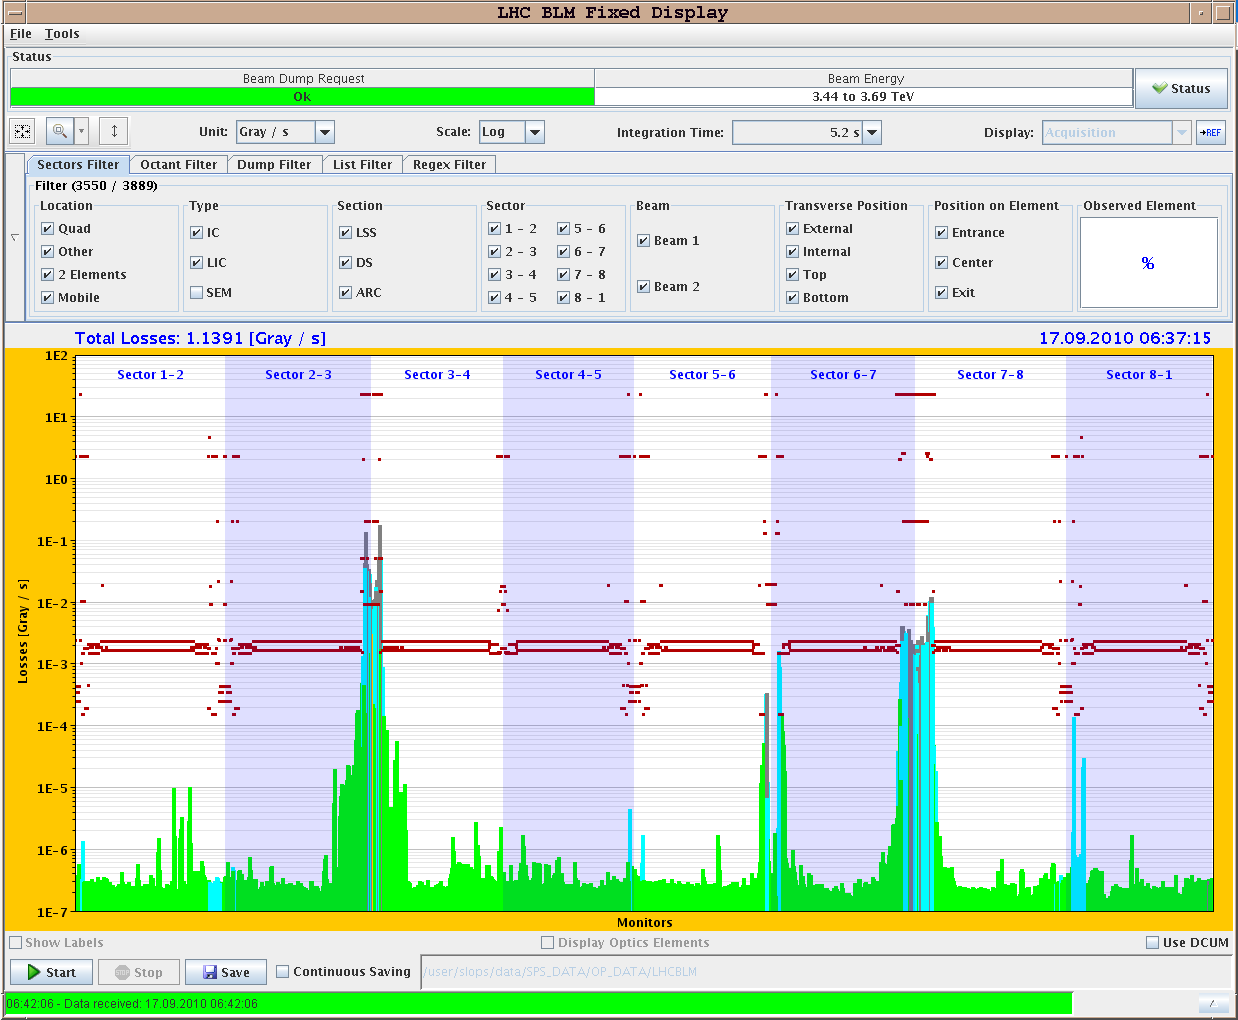 LHC BLM Fixed Display
File Tools
Status
Beam Dump Request Beam Energy
Ok 3.44 to 3.69 TeV
Status
Unit: Gray / s Scale: Log Integration Time: 5.2 s Display: Acquisition →REF
Sectors Filter Octant Filter Dump Filter List Filter Regex Filter
Filter (3550 / 3889)
Location Type Section Sector Beam Transverse Position Position on Element Observed Element
Quad IC LSS 1 - 2 5 - 6 Beam 1 External Entrance
Other 2 - 3 6 - 7 Internal
2 Elements LIC DS 3 - 4 7 - 8 Top Center %
Mobile SEM ARC 4 - 5 8 - 1 Beam 2 Bottom Exit
Total Losses: 1.1391 [Gray / s] 17.09.2010 06:37:15
1E2
Sector 1-2 Sector 2-3 Sector 3-4 Sector 4-5 Sector 5-6 Sector 6-7 Sector 7-8 Sector 8-1
1E1
1E0
1E-1
1E-2
1E-3
1E-4
1E-5
1E-6
1E-7
Losses [Gray / s]
Monitors
Show Labels Display Optics Elements Use DCUM
Start STOP Stop Save Continuous Saving /user/slops/data/SPS_DATA/OP_DATA/LHCBLM
06:42:06 - Data received: 17.09.2010 06:42:06